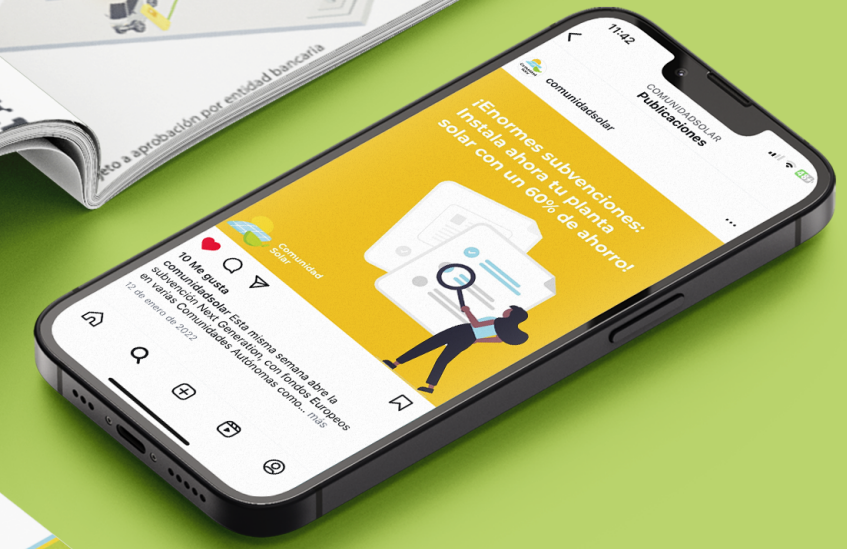 eto a aprobación por entidad bancaria
11:42
COMUNIDADSOLAR
Publicaciones
comunidadsolar
¡Enormes subvenciones:
Instala ahora tu planta
solar con un 60% de ahorro!
Comunidad
Solar
10 Me gusta
comunidadsolar Esta misma semana abre la
subvención Next Generation, con fondos Europeos
en varias Comunidades Autónomas como... más
12 de enero de 2022